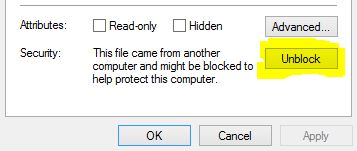 Attributes: Read-only Hidden Advanced...
Security: This file came from another Unblock
computer and might be blocked to
help protect this computer.
OK Cancel Apply